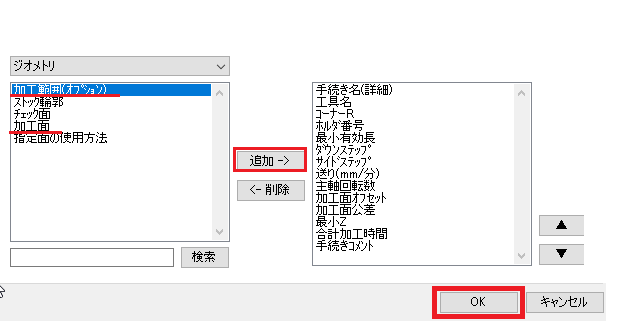 ジオメトリ
加工範囲(オプション)
ストック輪郭
チェック面
加工面
指定面の使用方法
検索
追加 ->
<- 削除
手続き名(詳細)
工具名
コーナーR
ホルダ番号
最小有効長
ダウンステップ
サイドステップ
送り(mm/分)
主軸回転数
加工面オフセット
加工面公差
最小Z
合計加工時間
手続きコメント
▲
▼
OK
キャンセル